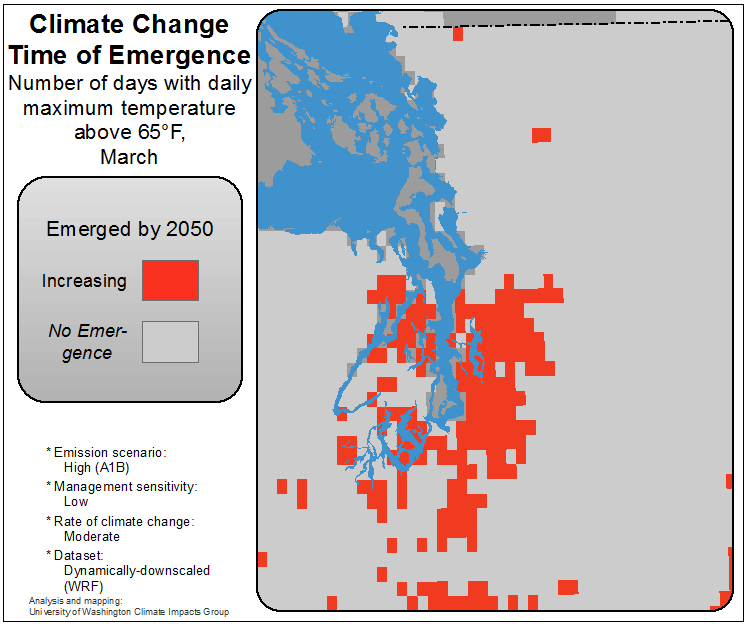 Climate Change
Time of Emergence
Number of days with daily
maximum temperature
above 65°F,
March
Emerged by 2050
Increasing
No Emer-
gence
* Emission scenario:
High (A1B)
* Management sensitivity:
Low
* Rate of climate change:
Moderate
* Dataset:
Dynamically-downscaled
(WRF)
Analysis and mapping:
University of Washington Climate Impacts Group